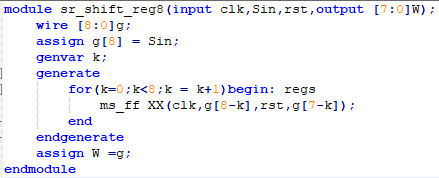 module sr_shift_reg8(input clk,Sin,rst,output [7:0]W);
wire [8:0]g;
assign g[8] = Sin;
genvar k;
generate
for(k=0;k<8;k = k+1)begin: regs
ms_ff XX(clk,g[8-k],rst,g[7-k]);
end
endgenerate
assign W =g;
endmodule